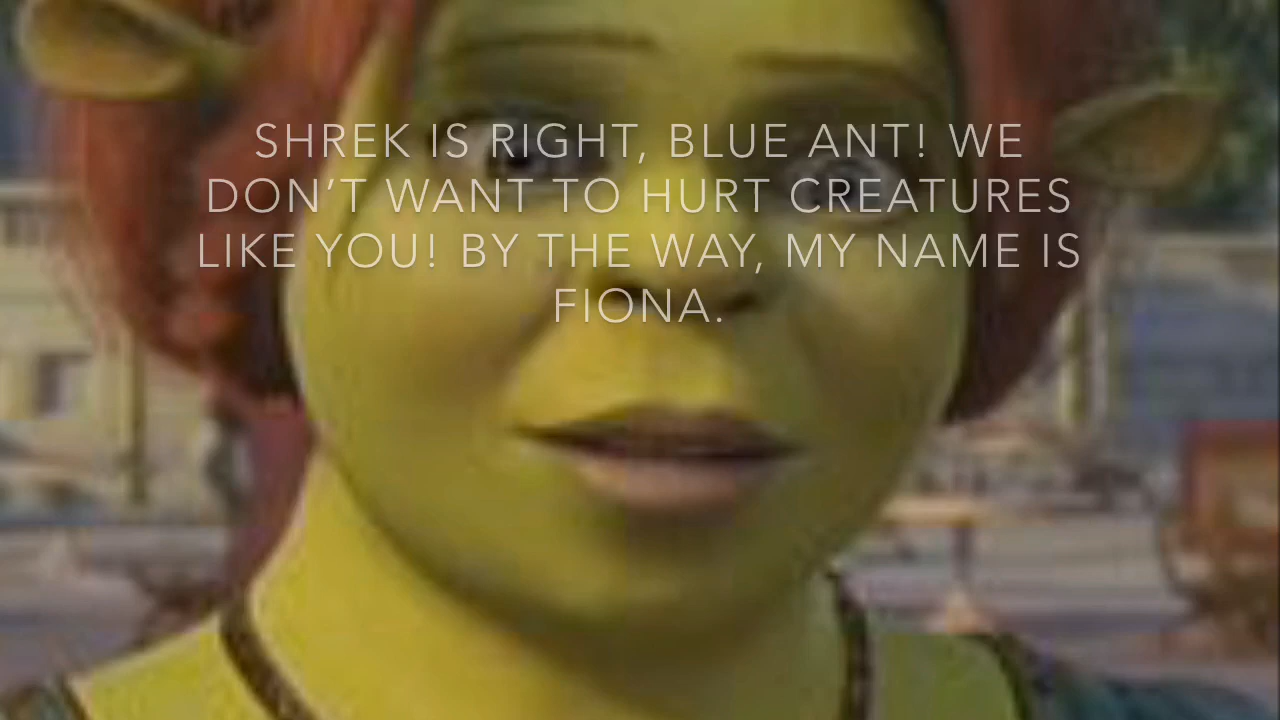 SHREK IS RIGHT, BLUE ANT! WE
DON’T WANT TO HURT CREATURES
LIKE YOU! BY THE WAY, MY NAME IS
FIONA.